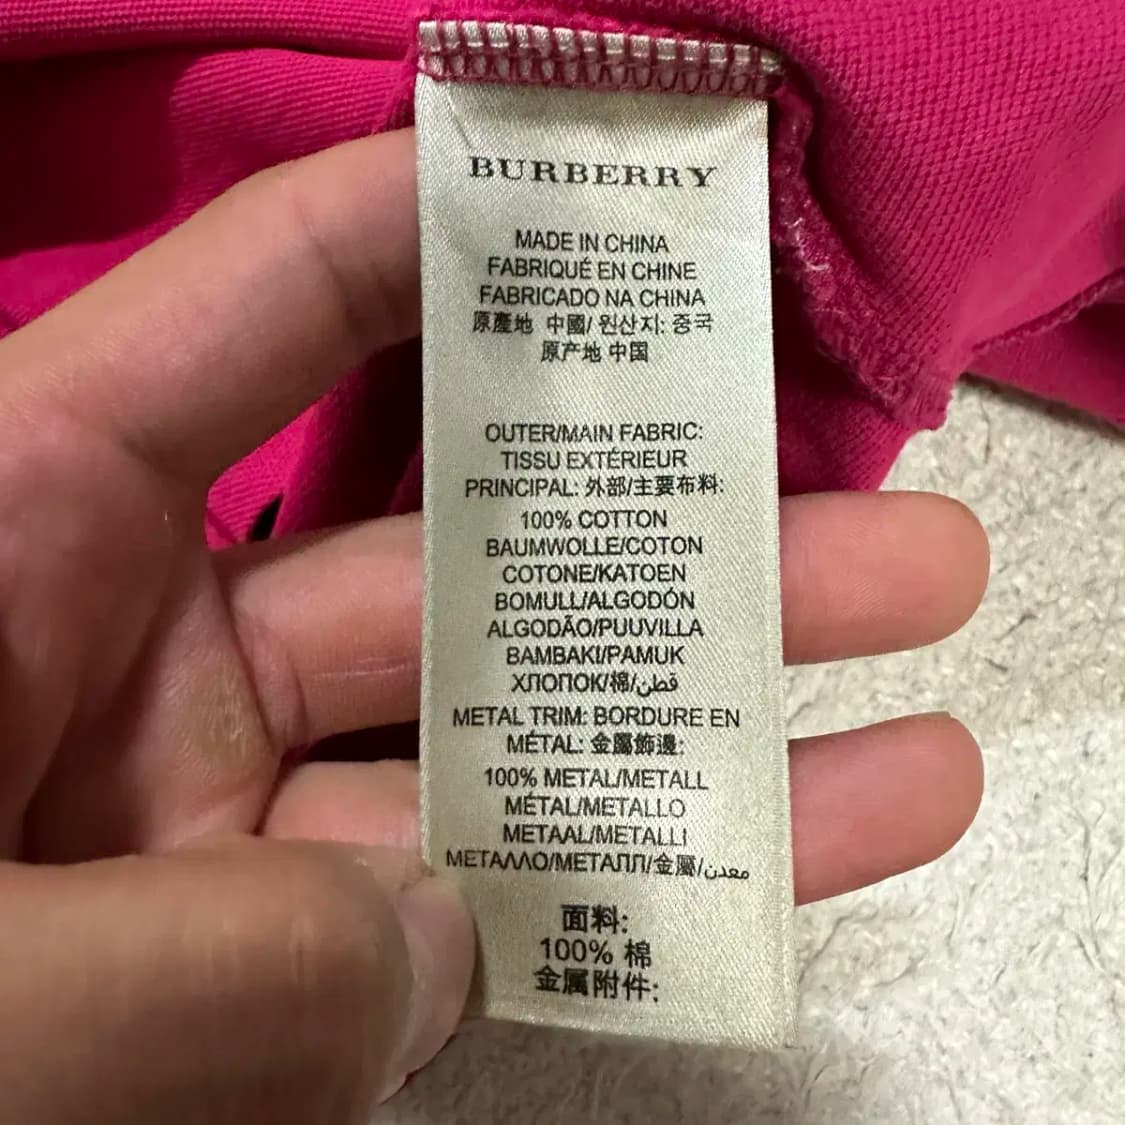 BURBERRY
MADE IN CHINA
FABRIQUÉ EN CHINE
FABRICADO NA CHINA
原產地 中國/ 원산지: 중국
原产地 中国
OUTER/MAIN FABRIC:
TISSU EXTÉRIEUR
PRINCIPAL: 外部/主要布料:
100% COTTON
BAUMWOLLE/COTON
COTONE/KATOEN
BOMULL/ALGODÓN
ALGODÃO/PUUVILLA
BAMBAKI/PAMUK
ХЛОПОК/棉/قطن
METAL TRIM: BORDURE EN
MÉTAL: 金屬飾邊:
100% METAL/METALL
MÉTAL/METALLO
METAAL/METALLI
ΜΕΤΑΛΛΟ/МЕТАЛЛ/金屬/معدن
面料:
100% 棉
金属附件: